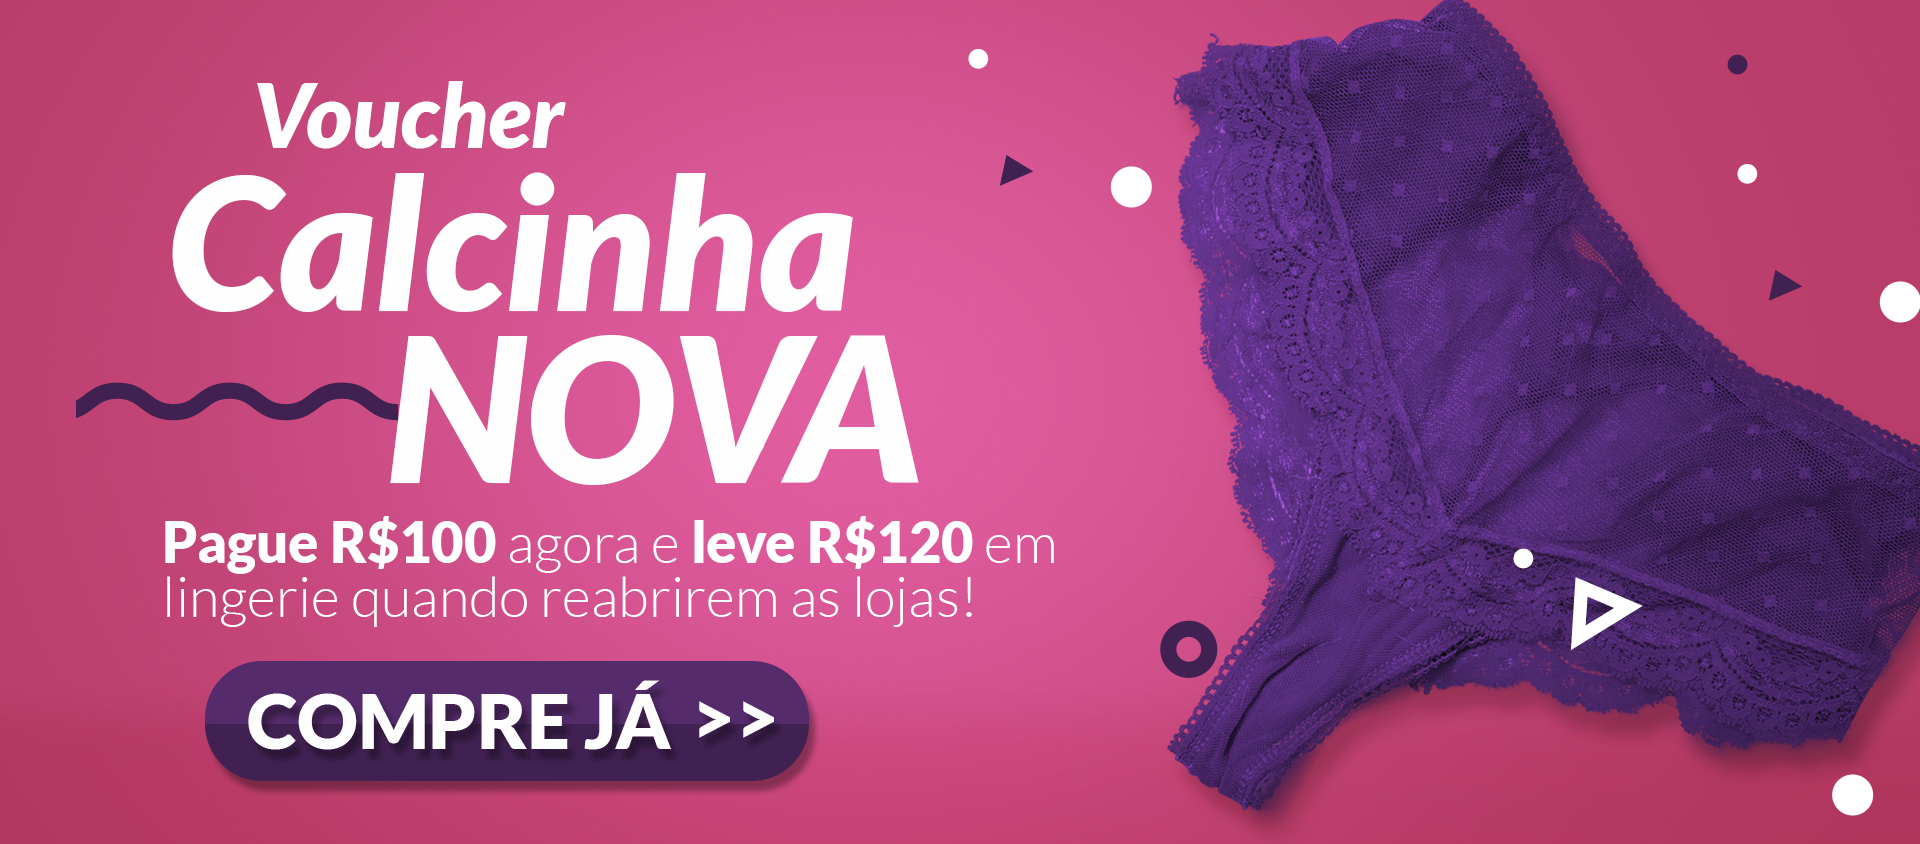 Voucher
Calcinha
NOVA
Pague R$100 agora e leve R$120 em
lingerie quando reabrirem as lojas!
COMPRE JÁ >>